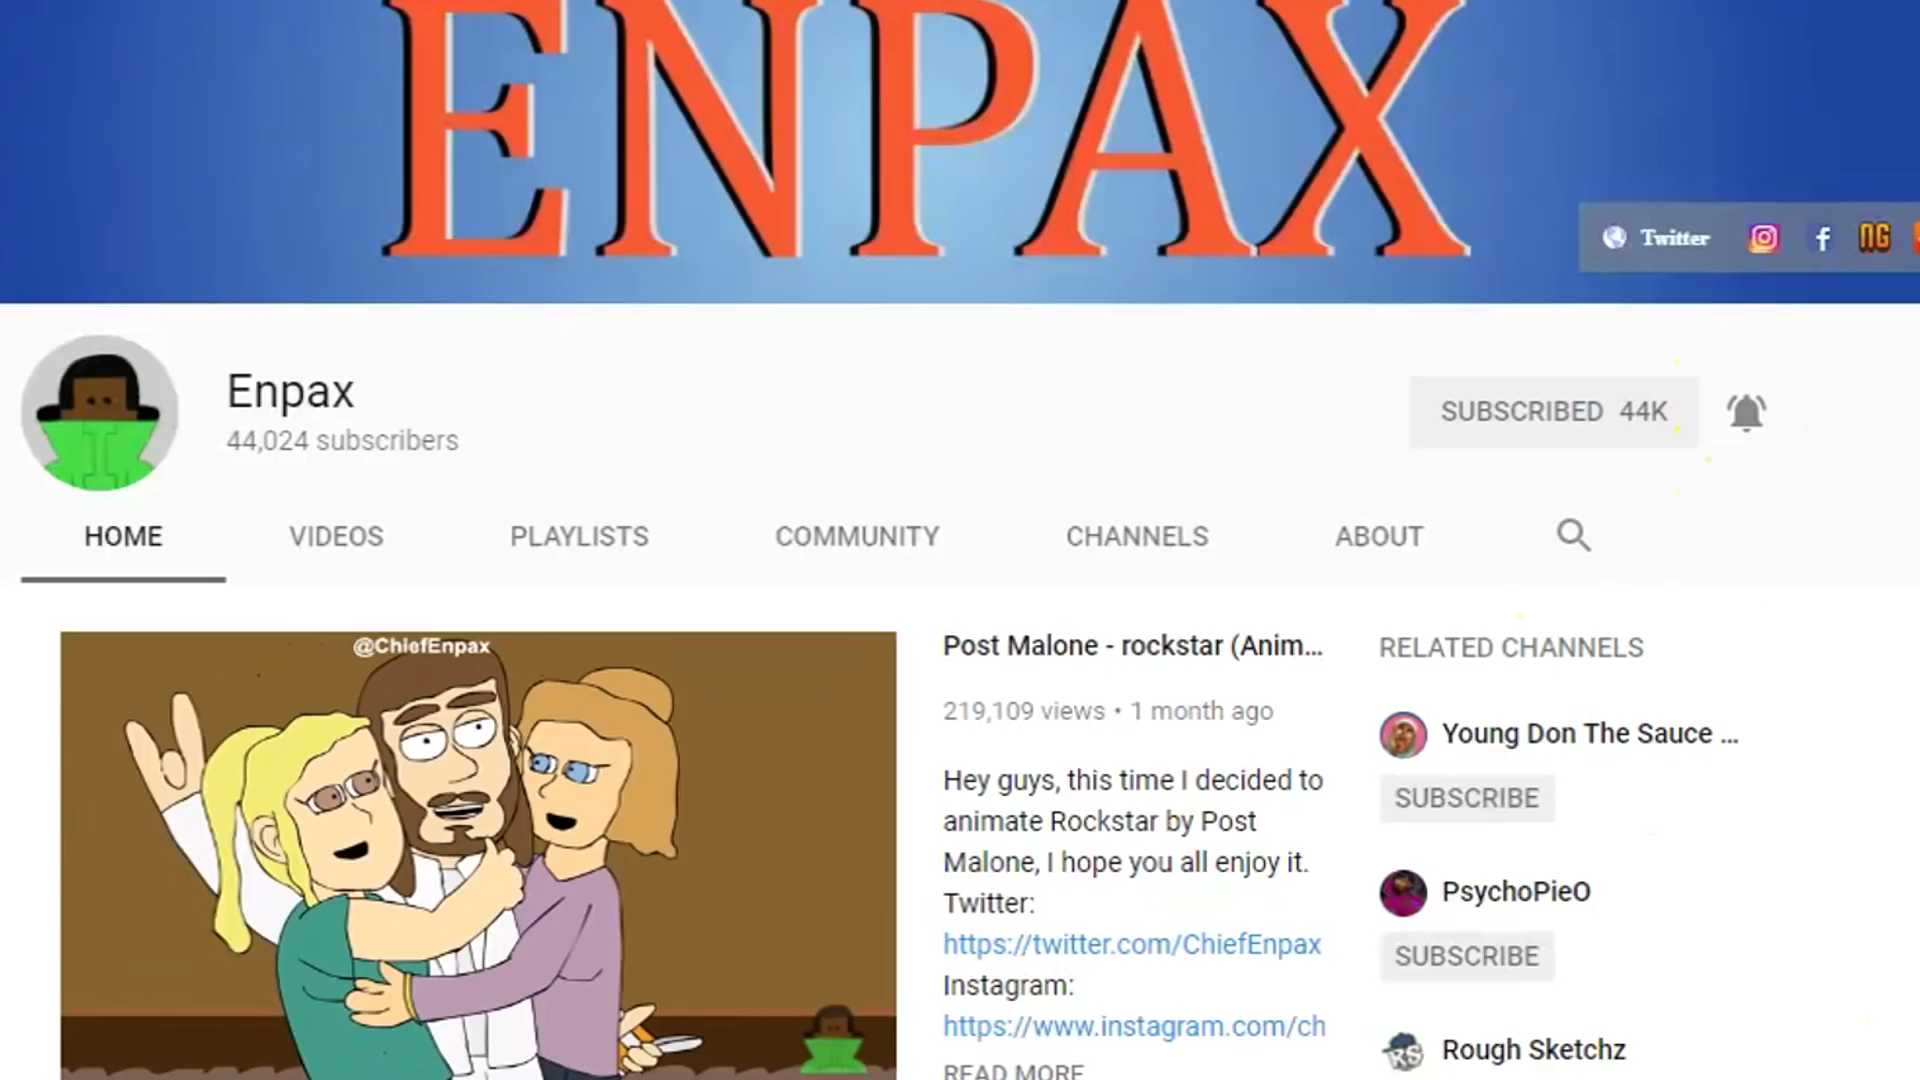 ENPAX
Twitter
NG
Enpax
44,024 subscribers
SUBSCRIBED 44K
HOME VIDEOS PLAYLISTS COMMUNITY CHANNELS ABOUT
@ChiefEnpax
Post Malone - rockstar (Anim...
219,109 views • 1 month ago
Hey guys, this time I decided to
animate Rockstar by Post
Malone, I hope you all enjoy it.
Twitter:
https://twitter.com/ChiefEnpax
Instagram:
https://www.instagram.com/ch
READ MORE
RELATED CHANNELS
Young Don The Sauce ...
SUBSCRIBE
PsychoPieO
SUBSCRIBE
RS
Rough Sketchz